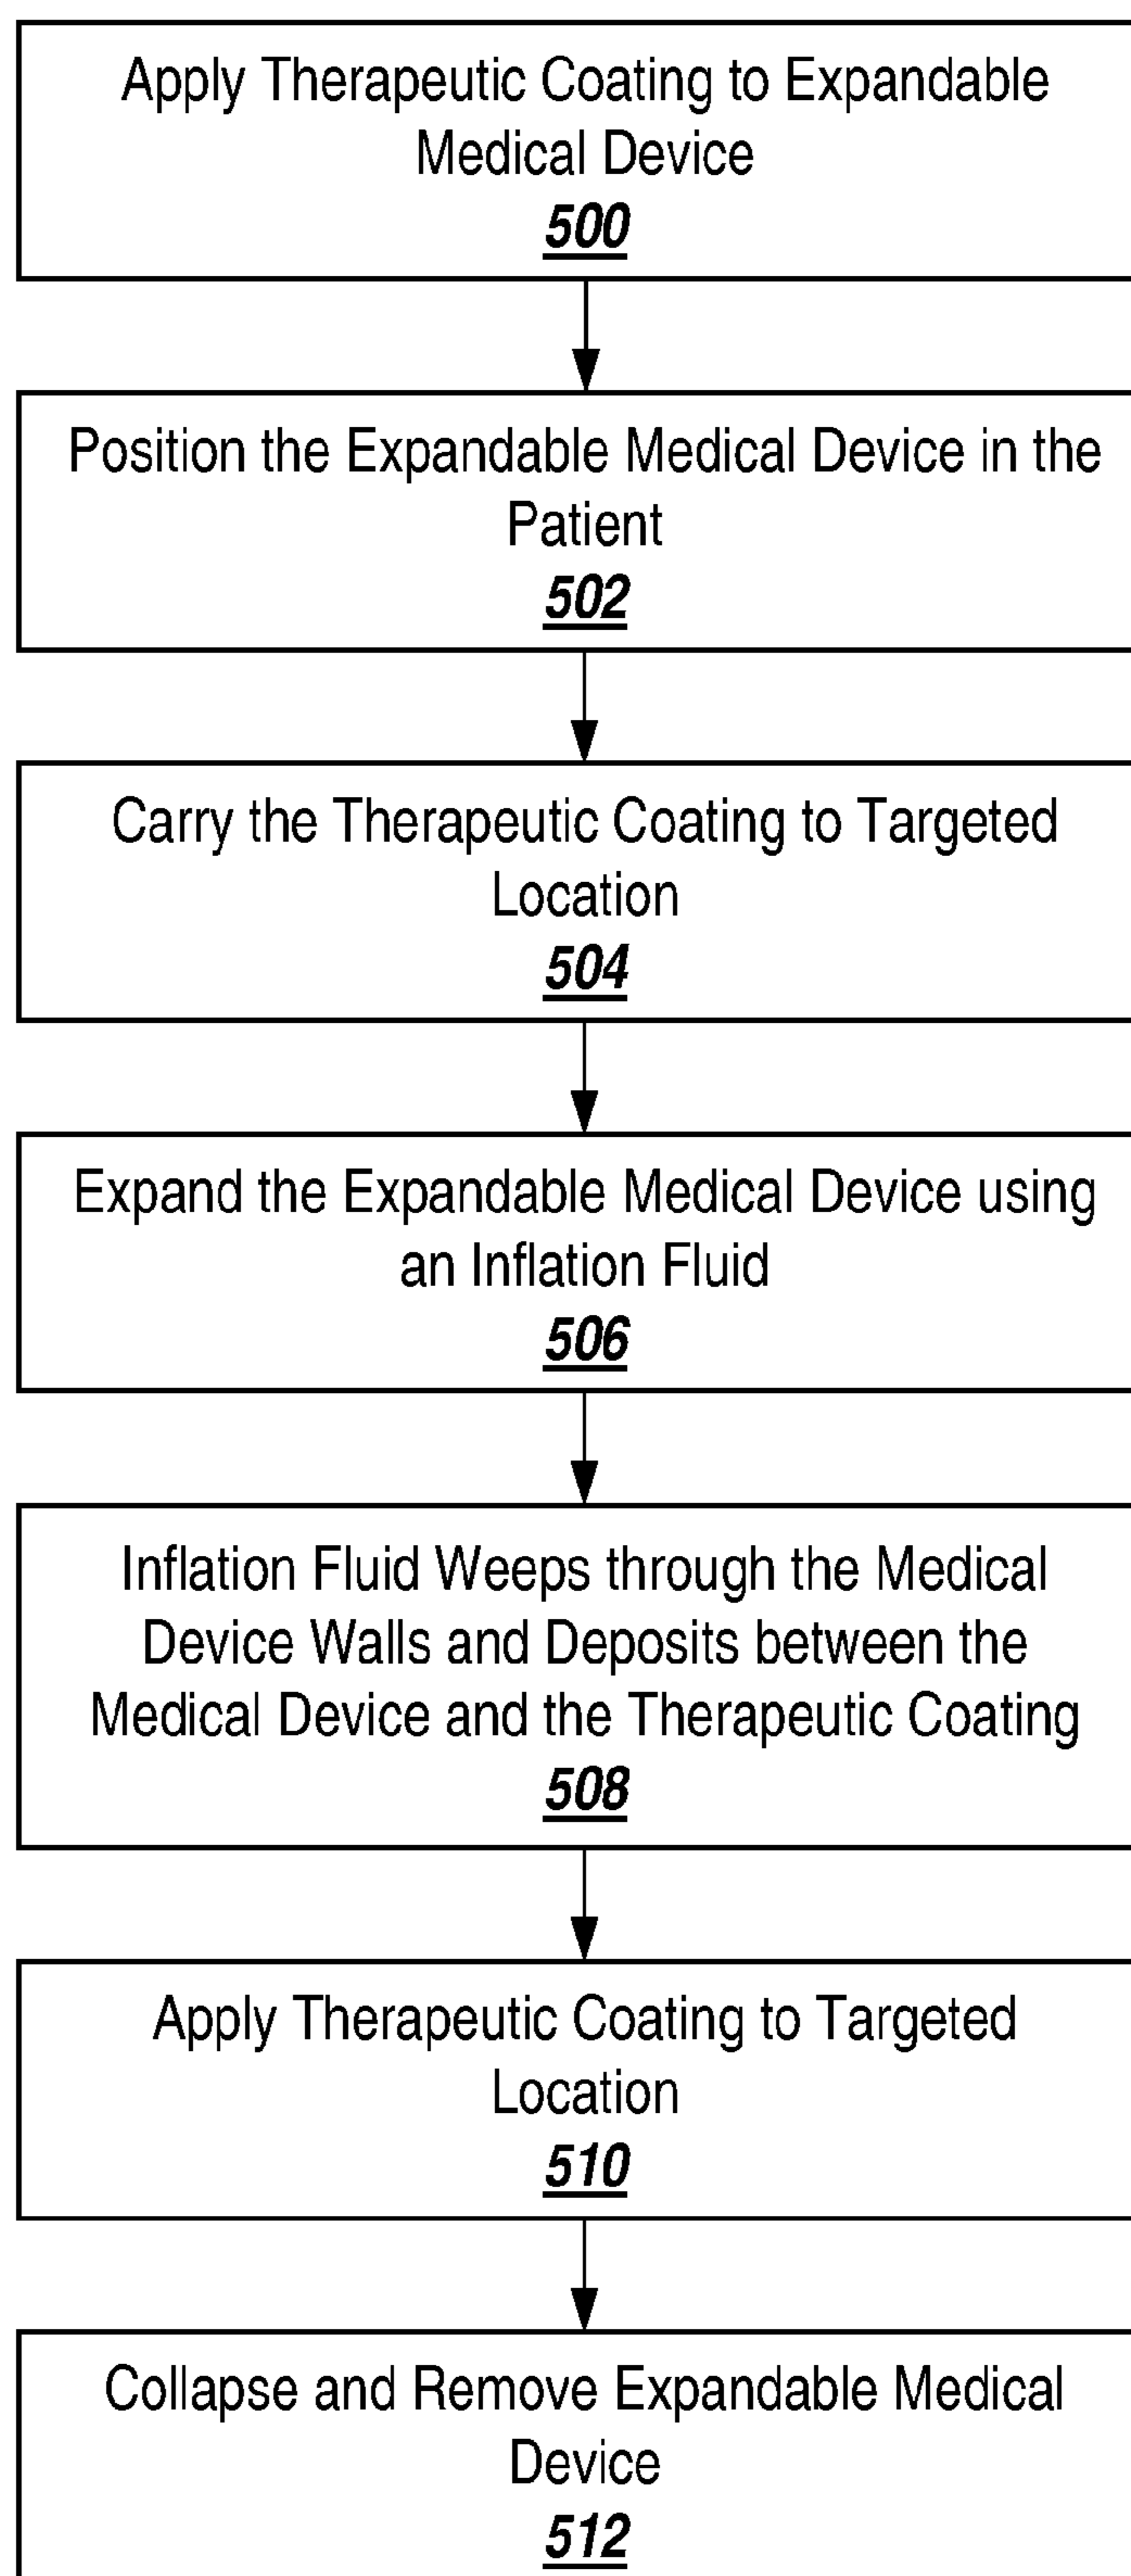 Apply Therapeutic Coating to Expandable
Medical Device
500
Position the Expandable Medical Device in the
Patient
502
Carry the Therapeutic Coating to Targeted
Location
504
Expand the Expandable Medical Device using
an Inflation Fluid
506
Inflation Fluid Weeps through the Medical
Device Walls and Deposits between the
Medical Device and the Therapeutic Coating
508
Apply Therapeutic Coating to Targeted
Location
510
Collapse and Remove Expandable Medical
Device
512